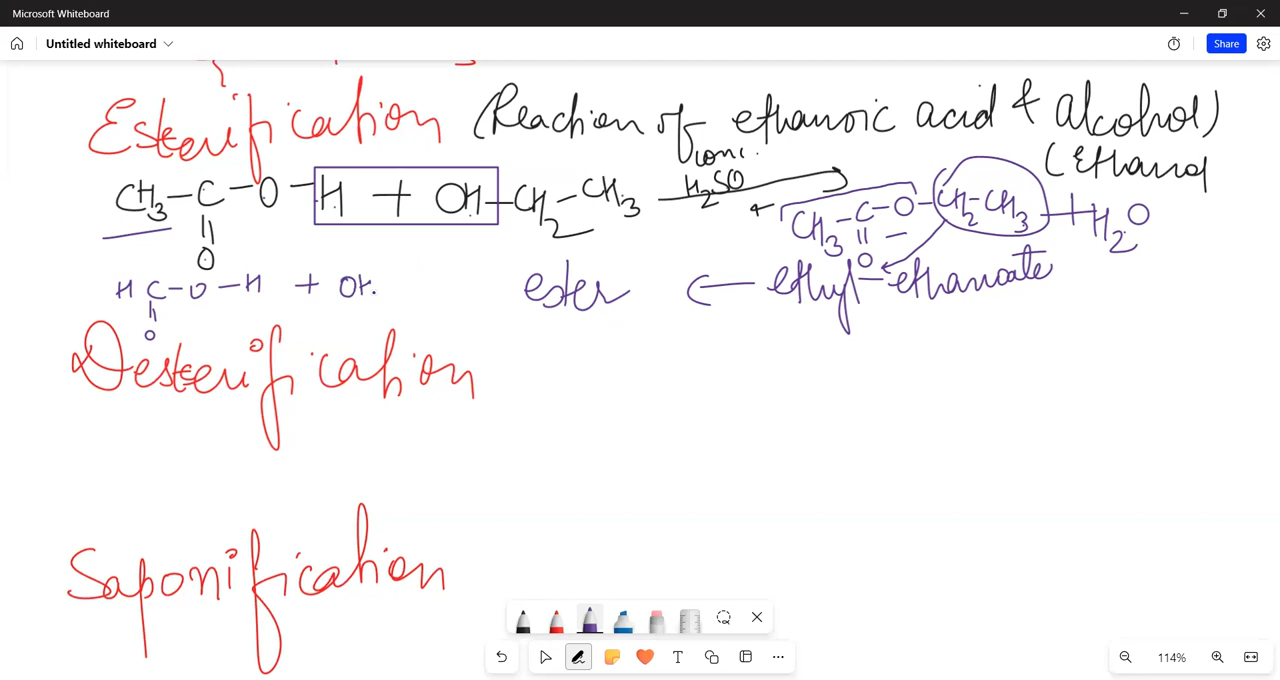 Microsoft Whiteboard
Untitled whiteboard
Share
Esterification (Reaction of ethanoic acid & alcohol)
(Ethanol
conc.
H2SO
CH3-C-O-H + OH-CH2-CH3
O
CH3-C-O-CH2-CH3 + H2O
O
H C-O-H + OH
O
ester ← ethyl-ethanoate
Desterification
Saponification
114%